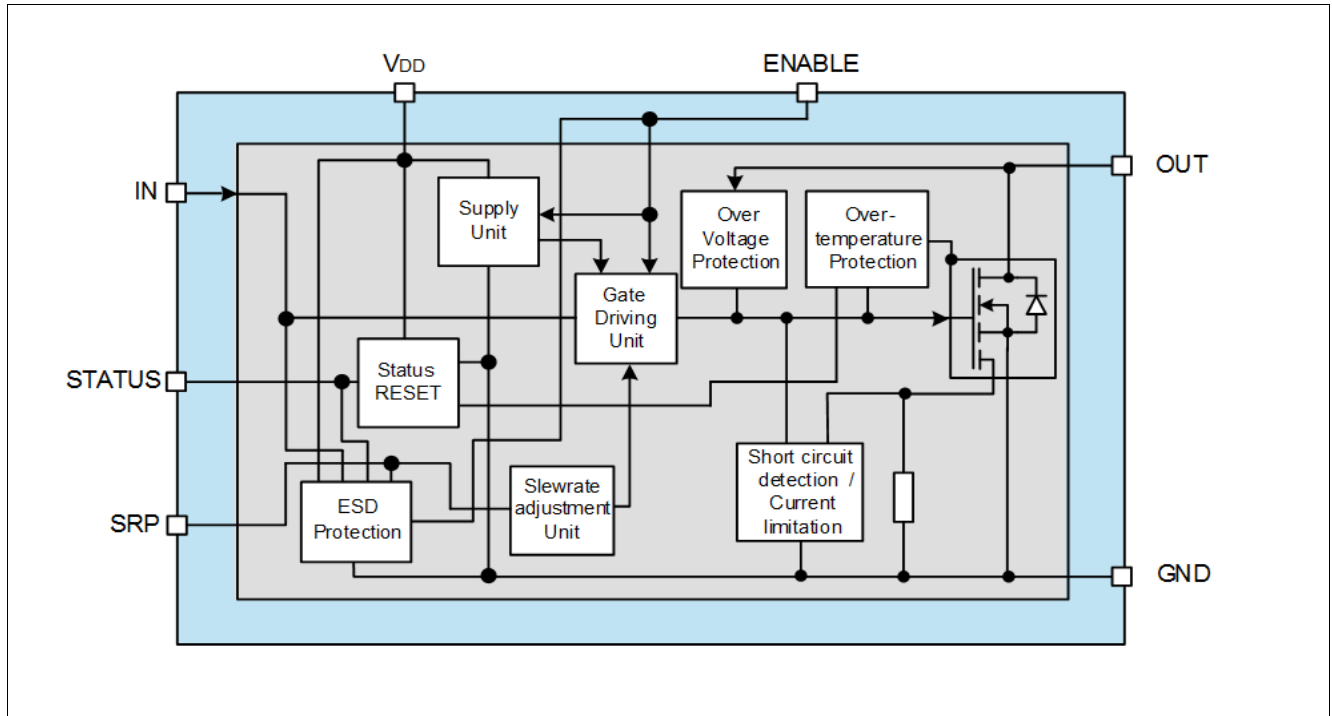 VDD
ENABLE
IN
OUT
Supply
Unit
Over
Voltage
Protection
Over-
temperature
Protection
Gate
Driving
Unit
STATUS
Status
RESET
Short circuit
detection /
Current
limitation
SRP
ESD
Protection
Slewrate
adjustment
Unit
GND